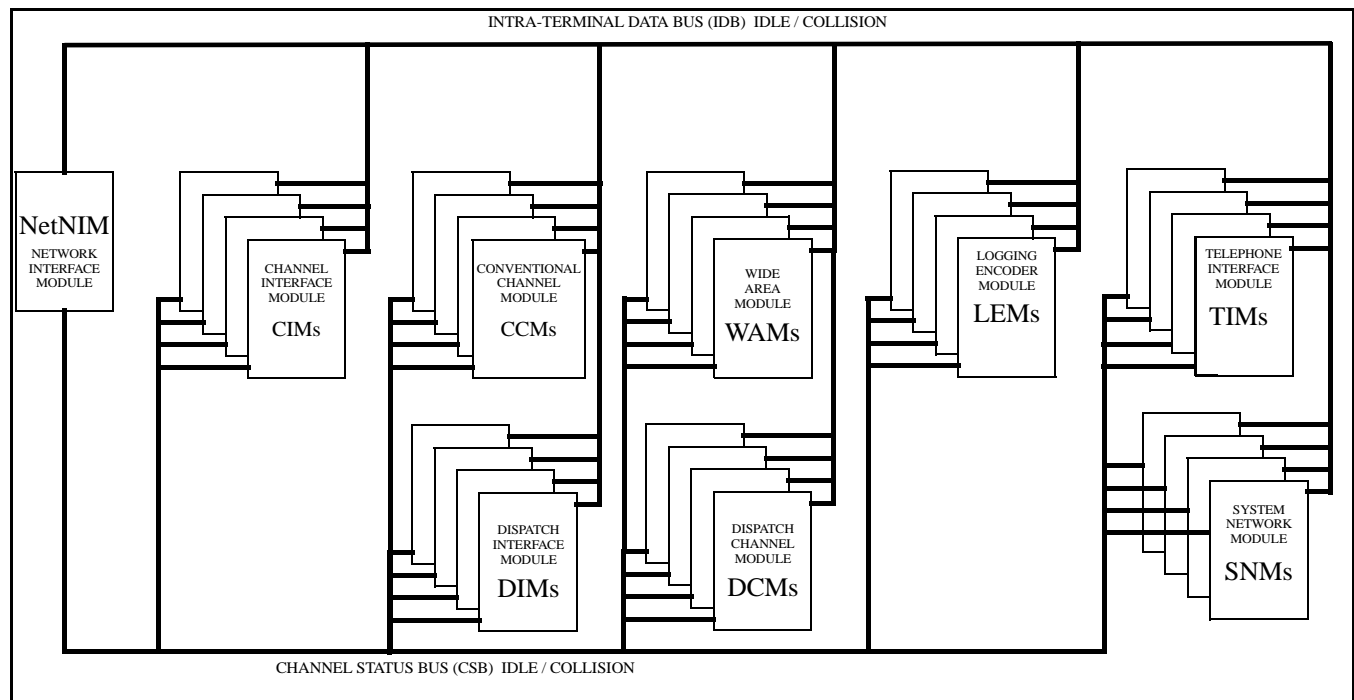 INTRA-TERMINAL DATA BUS (IDB)  IDLE / COLLISION
NetNIM
NETWORK
INTERFACE
MODULE
CHANNEL
INTERFACE
MODULE
CIMs
CONVENTIONAL
CHANNEL
MODULE
CCMs
WIDE
AREA
MODULE
WAMs
LOGGING
ENCODER
MODULE
LEMs
TELEPHONE
INTERFACE
MODULE
TIMs
DISPATCH
INTERFACE
MODULE
DIMs
DISPATCH
CHANNEL
MODULE
DCMs
SYSTEM
NETWORK
MODULE
SNMs
CHANNEL STATUS BUS (CSB)  IDLE / COLLISION